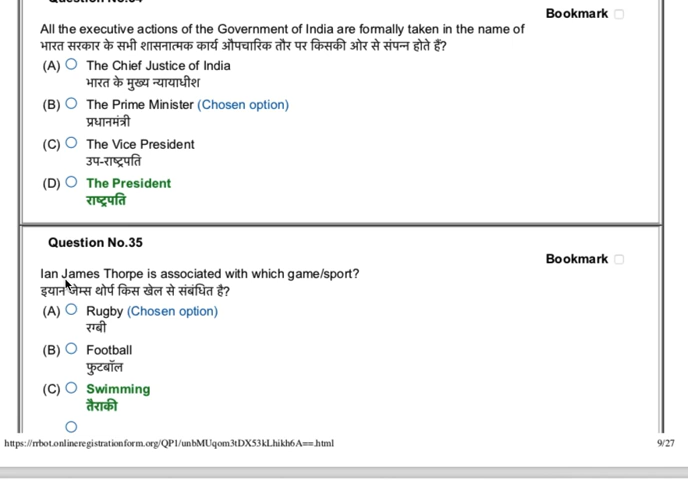 Bookmark
All the executive actions of the Government of India are formally taken in the name of
भारत सरकार के सभी शासनात्मक कार्य औपचारिक तौर पर किसकी ओर से संपन्न होते हैं?
(A) The Chief Justice of India
भारत के मुख्य न्यायाधीश
(B) The Prime Minister (Chosen option)
प्रधानमंत्री
(C) The Vice President
उप-राष्ट्रपति
(D) The President
राष्ट्रपति
Question No.35
Bookmark
Ian James Thorpe is associated with which game/sport?
इयान जेम्स थोर्प किस खेल से संबंधित है?
(A) Rugby (Chosen option)
रग्बी
(B) Football
फुटबॉल
(C) Swimming
तैराकी
https://rrbot.onlineregistrationform.org/QP1/unbMUqom3tDX53kLhikh6A==.html
9/27